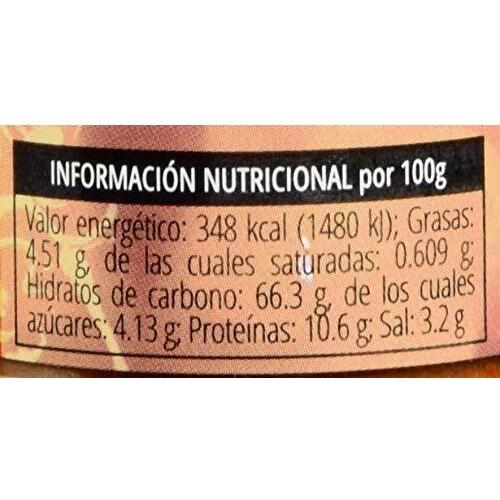 INFORMACIÓN NUTRICIONAL por 100g
Valor energético: 348 kcal (1480 kJ); Grasas:
4.51 g, de las cuales saturadas: 0.609 g;
Hidratos de carbono: 66.3 g, de los cuales
azúcares: 4.13 g; Proteínas: 10.6 g; Sal: 3.2 g